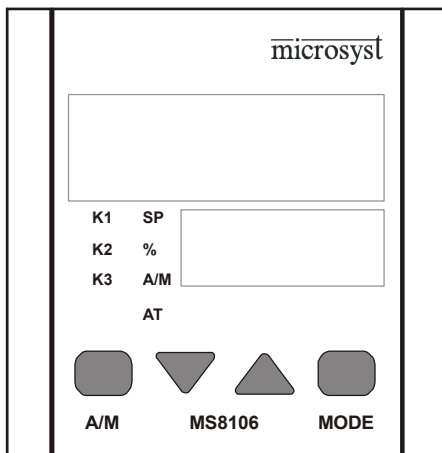 microsyst
K1 SP
K2 %
K3 A/M
AT
A/M MS8106 MODE